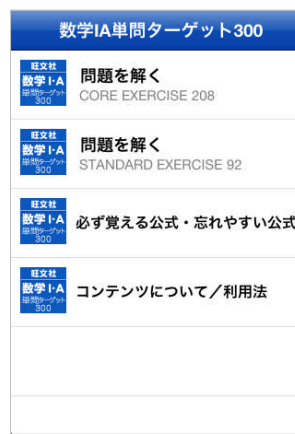 数学IA単問ターゲット300
旺文社
数学I・A
単問ターゲット
300
問題を解く
CORE EXERCISE 208
旺文社
数学I・A
単問ターゲット
300
問題を解く
STANDARD EXERCISE 92
旺文社
数学I・A
単問ターゲット
300
必ず覚える公式・忘れやすい公式
旺文社
数学I・A
単問ターゲット
300
コンテンツについて／利用法